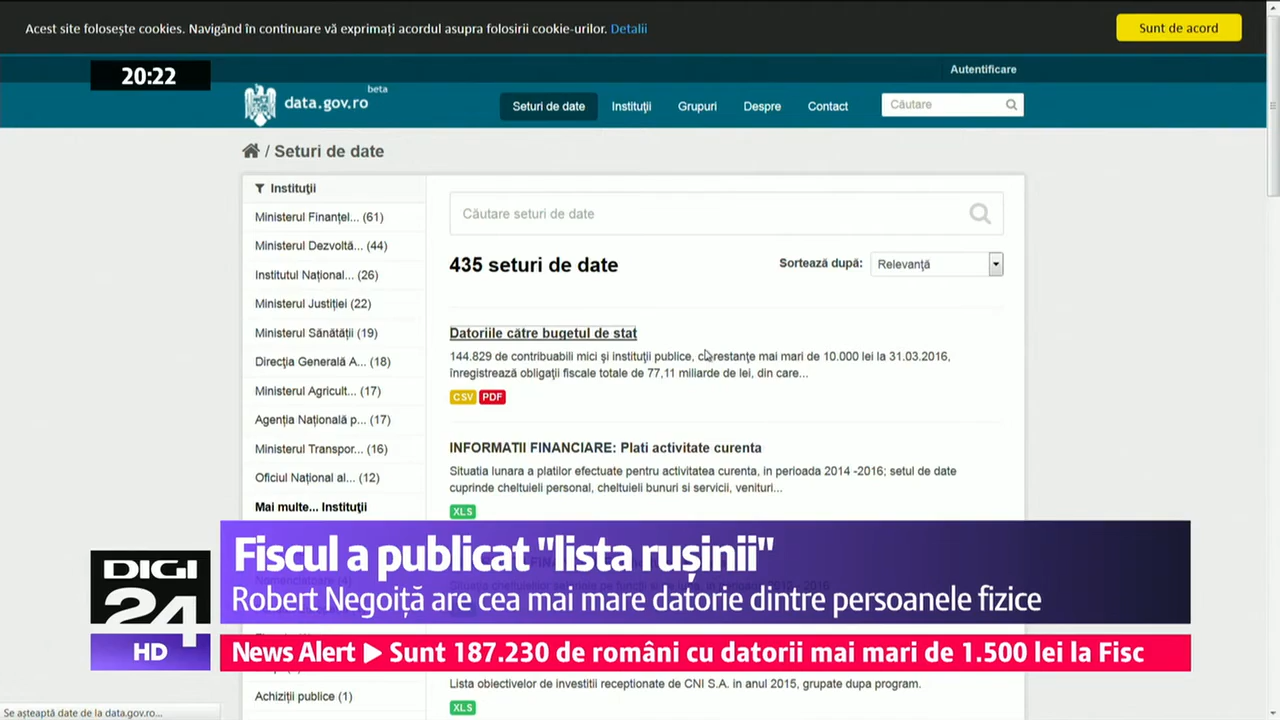 Acest site folosește cookies. Navigând în continuare vă exprimați acordul asupra folosirii cookie-urilor. Detalii
Sunt de acord
20:22
Autentificare
data.gov.ro beta
Seturi de date
Instituții
Grupuri
Despre
Contact
Căutare
/ Seturi de date
Instituții
Ministerul Finanțel... (61)
Ministerul Dezvoltă... (44)
Institutul Național... (26)
Ministerul Justiției (22)
Ministerul Sănătății (19)
Direcția Generală A... (18)
Ministerul Agricult... (17)
Agenția Națională p... (17)
Ministerul Transpor... (16)
Oficiul Național al... (12)
Mai multe... Instituții
Căutare seturi de date
435 seturi de date
Sortează după:
Relevanță
Datoriile către bugetul de stat
144.829 de contribuabili mici și instituții publice, cu restanțe mai mari de 10.000 lei la 31.03.2016,
înregistrează obligații fiscale totale de 77,11 miliarde de lei, din care...
CSV PDF
INFORMATII FINANCIARE: Plati activitate curenta
Situatia lunara a platilor efectuate pentru activitatea curenta, in perioada 2014 -2016; setul de date
cuprinde cheltuieli personal, cheltuieli bunuri si servicii, venituri...
XLS
Fiscul a publicat "lista rușinii"
Robert Negoiță are cea mai mare datorie dintre persoanele fizice
DIGI
24
HD
News Alert ▶ Sunt 187.230 de români cu datorii mai mari de 1.500 lei la Fisc
Lista obiectivelor de investitii receptionate de CNI S.A. in anul 2015, grupate dupa program.
XLS
Achiziții publice (1)
Se așteaptă date de la data.gov.ro...